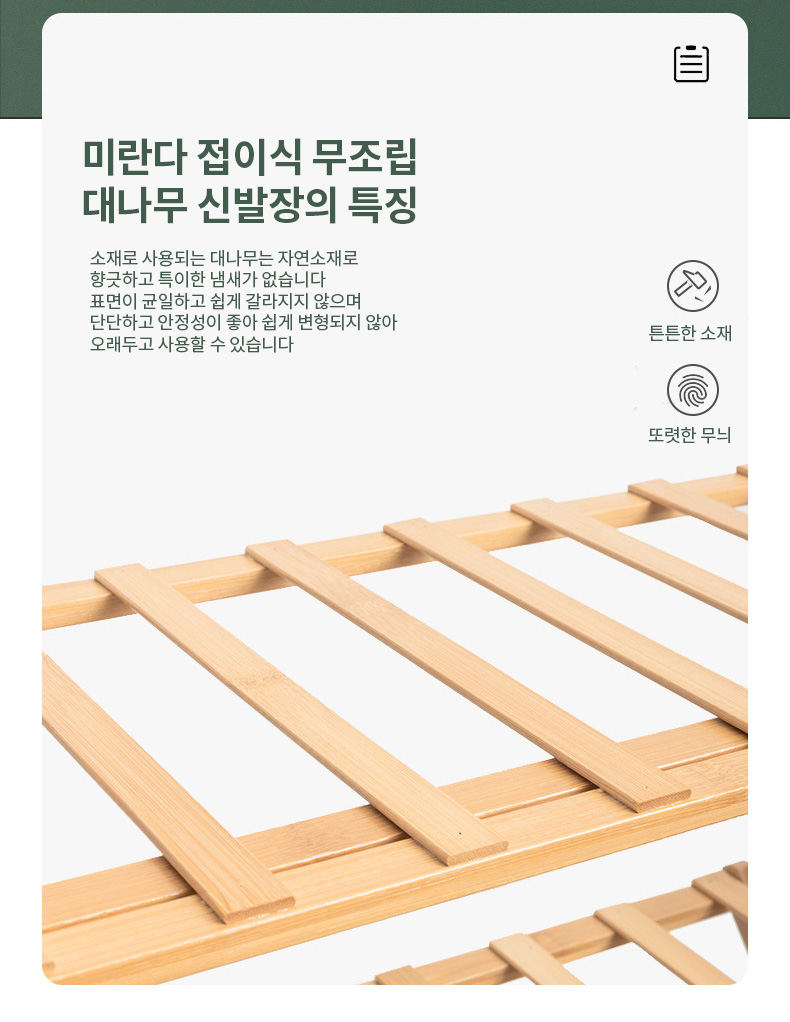 미란다 접이식 무조립
대나무 신발장의 특징
소재로 사용되는 대나무는 자연소재로
향긋하고 특이한 냄새가 없습니다
표면이 균일하고 쉽게 갈라지지 않으며
단단하고 안정성이 좋아 쉽게 변형되지 않아
오래두고 사용할 수 있습니다
튼튼한 소재
또렷한 무늬